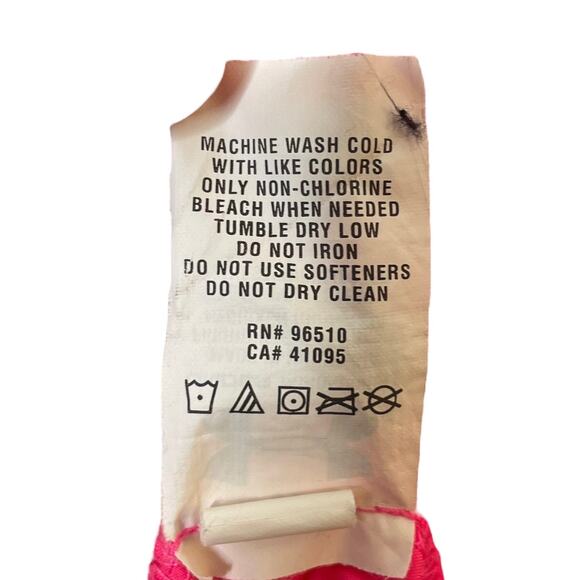 MACHINE WASH COLD
WITH LIKE COLORS
ONLY NON-CHLORINE
BLEACH WHEN NEEDED
TUMBLE DRY LOW
DO NOT IRON
DO NOT USE SOFTENERS
DO NOT DRY CLEAN
RN# 96510
CA# 41095